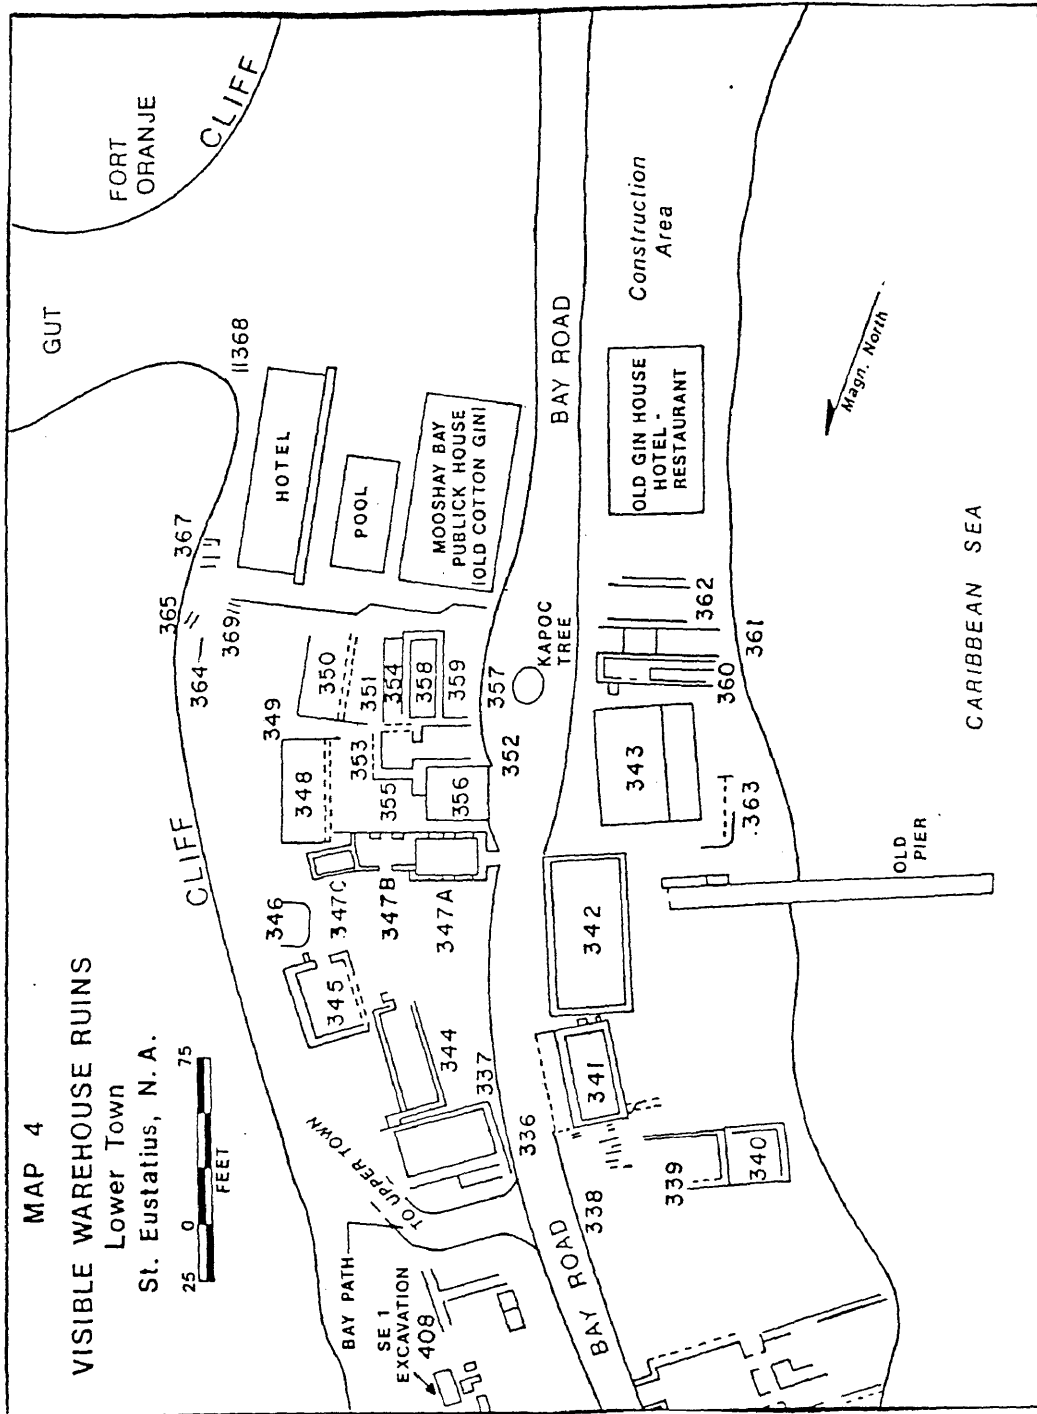 MAP 4
VISIBLE WAREHOUSE RUINS
Lower Town
St. Eustatius, N.A.
25 0 75
FEET
CLIFF
GUT
FORT
ORANJE
CLIFF
364
365
367
368
369
346
349
348
350
HOTEL
345
347C
353
351
POOL
347B
355
354
358
359
347A
356
352
357
MOOSHAY BAY
PUBLICK HOUSE
(OLD COTTON GIN)
344
337
TO UPPER TOWN
BAY PATH
SE 1
EXCAVATION
408
KAPOC
TREE
BAY ROAD
BAY ROAD
336
338
341
342
343
339
340
363
360
361
362
OLD GIN HOUSE
HOTEL -
RESTAURANT
Construction
Area
OLD
PIER
Magn. North
CARIBBEAN SEA